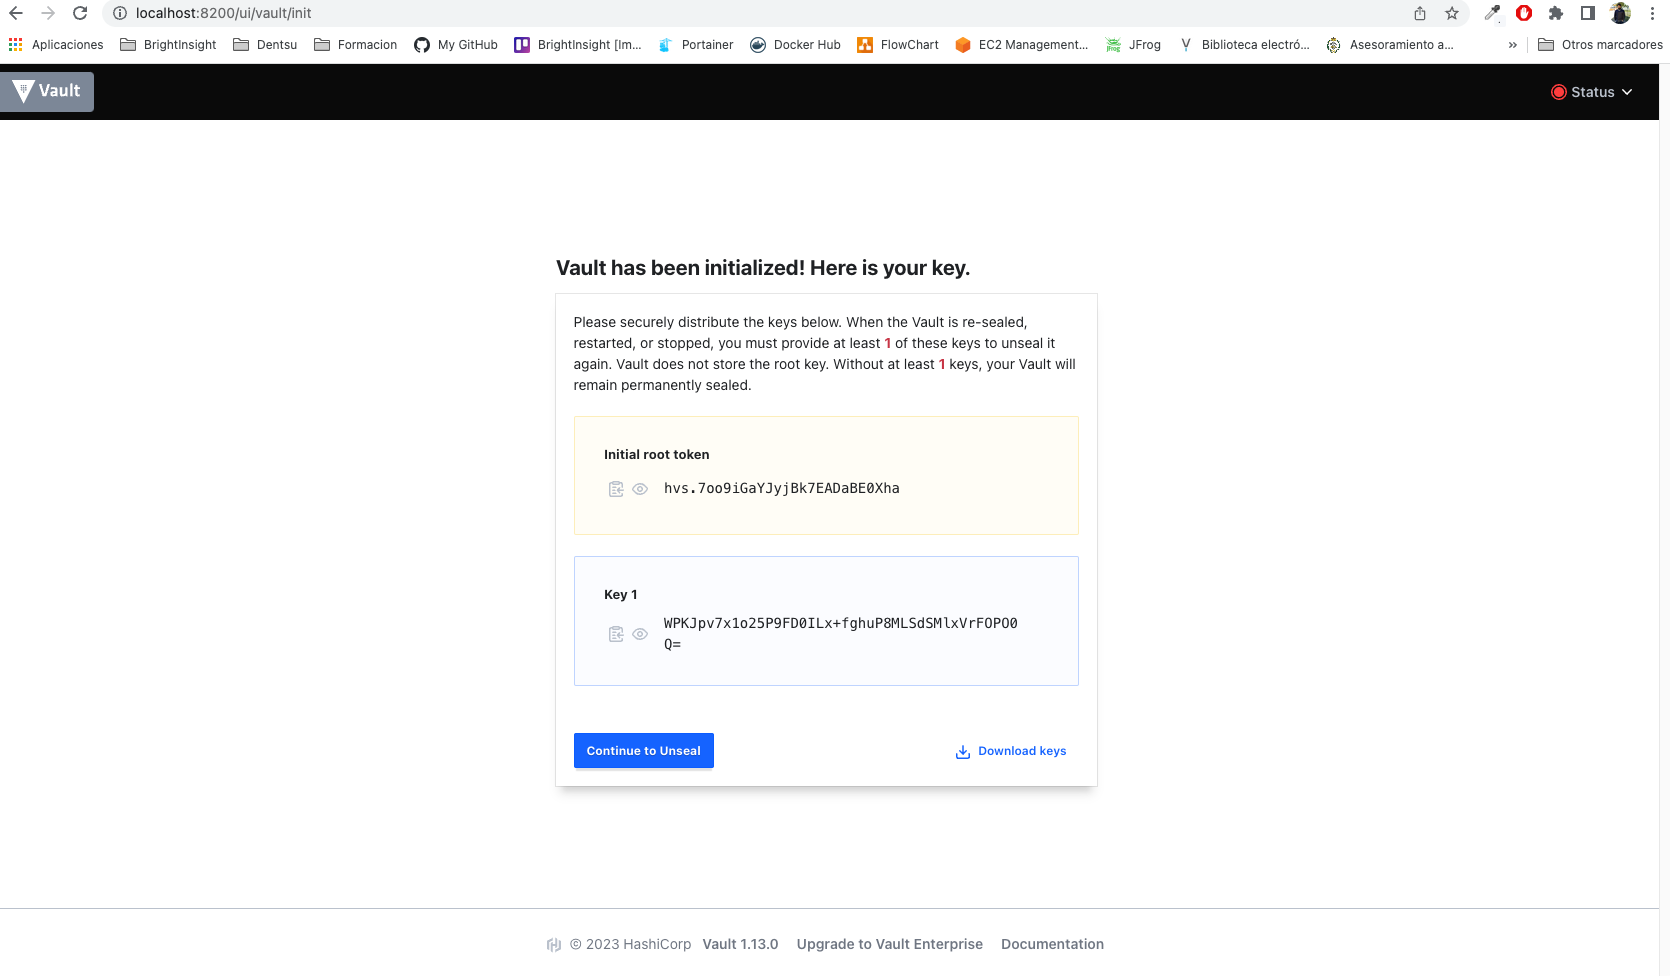 localhost:8200/ui/vault/init
Aplicaciones BrightInsight Dentsu Formacion My GitHub BrightInsight [Im... Portainer Docker Hub FlowChart EC2 Management... JFrog Biblioteca electró... Asesoramiento a... » Otros marcadores
Vault
Status
Vault has been initialized! Here is your key.
Please securely distribute the keys below. When the Vault is re-sealed,
restarted, or stopped, you must provide at least 1 of these keys to unseal it
again. Vault does not store the root key. Without at least 1 keys, your Vault will
remain permanently sealed.
Initial root token
hvs.7oo9iGaYJyjBk7EADaBE0Xha
Key 1
WPKJpv7x1o25P9FD0ILx+fghuP8MLSdSMlxVrFOPO0
Q=
Continue to Unseal
Download keys
© 2023 HashiCorp Vault 1.13.0 Upgrade to Vault Enterprise Documentation